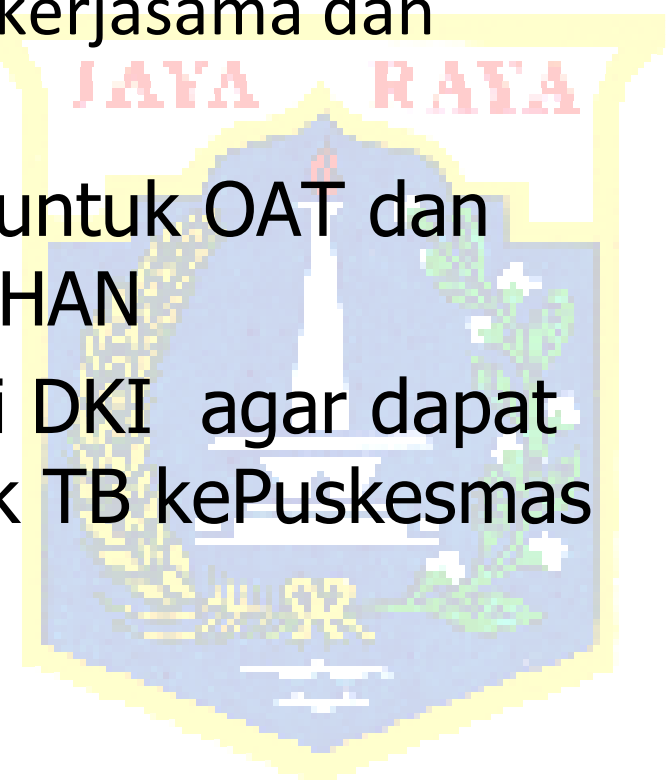 kerjasama dan
JAYA RAYA
untuk OAT dan
HAN
i DKI agar dapat
k TB kePuskesmas